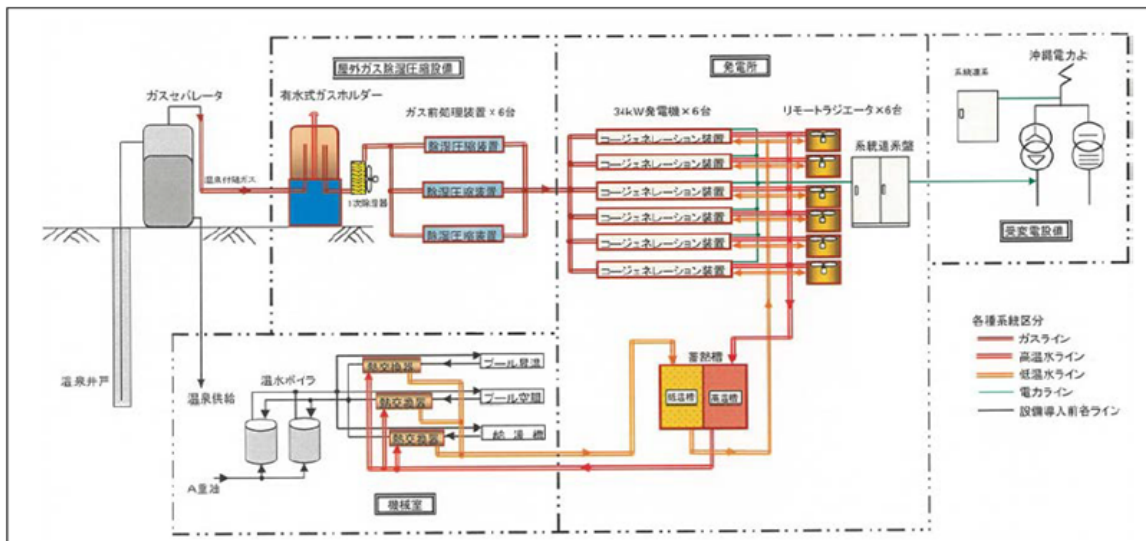 屋外ガス除湿圧縮設備
発電所
沖縄電力よ
系統連系
ガスセパレータ
有水式ガスホルダー
ガス前処理装置×6台
34kW発電機×6台
リモートラジエータ×6台
除湿圧縮装置
除湿圧縮装置
除湿圧縮装置
コージェネレーション装置
コージェネレーション装置
コージェネレーション装置
コージェネレーション装置
コージェネレーション装置
コージェネレーション装置
系統連系盤
温泉付随ガス
1次除湿器
受変電設備
各種系統区分
ガスライン
高温水ライン
低温水ライン
電力ライン
設備導入前各ライン
温泉井戸
温泉供給
温水ボイラ
熱交換器
熱交換器
熱交換器
プール昇温
プール空調
給湯槽
蓄熱槽
低温槽
高温槽
A重油
機械室